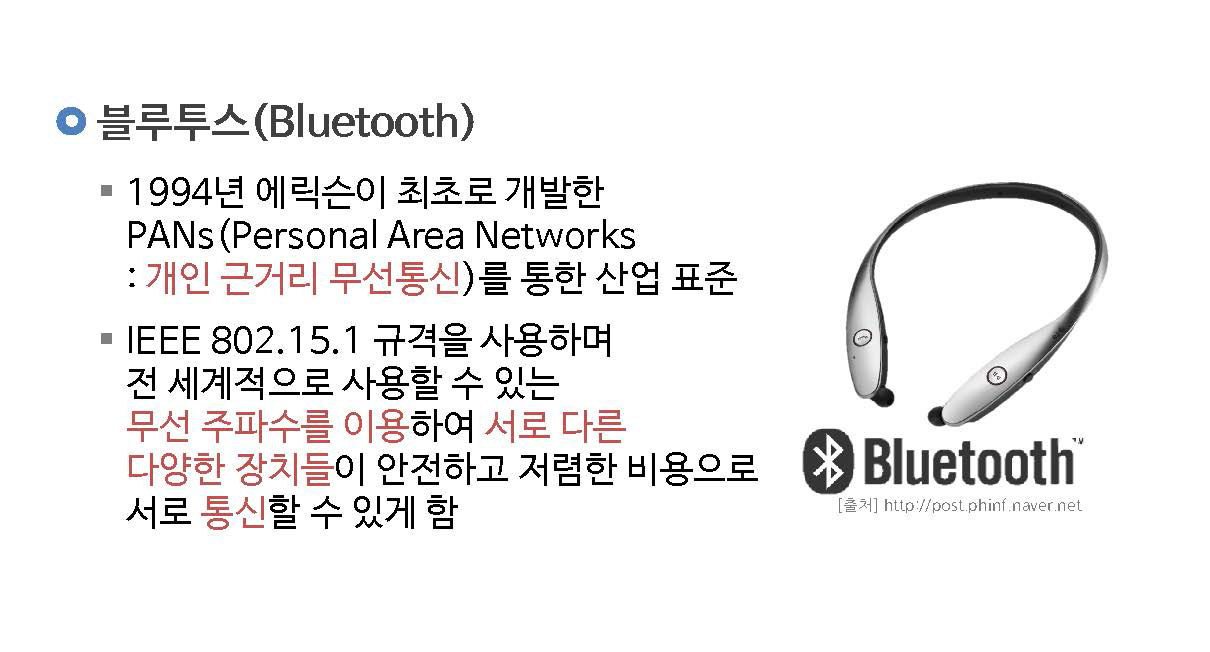 블루투스(Bluetooth)
1994년 에릭슨이 최초로 개발한
PANs(Personal Area Networks
: 개인 근거리 무선통신)를 통한 산업 표준
IEEE 802.15.1 규격을 사용하며
전 세계적으로 사용할 수 있는
무선 주파수를 이용하여 서로 다른
다양한 장치들이 안전하고 저렴한 비용으로
서로 통신할 수 있게 함
Bluetooth™
[출처] http://post.phinf.naver.net